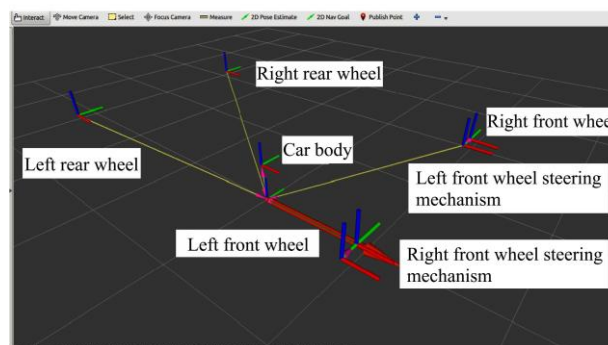 Interact Move Camera Select Focus Camera Measure 2D Pose Estimate 2D Nav Goal Publish Point
Right rear wheel
Right front whee
Car body
Left rear wheel
Left front wheel steering
mechanism
Left front wheel
Right front wheel steering
mechanism